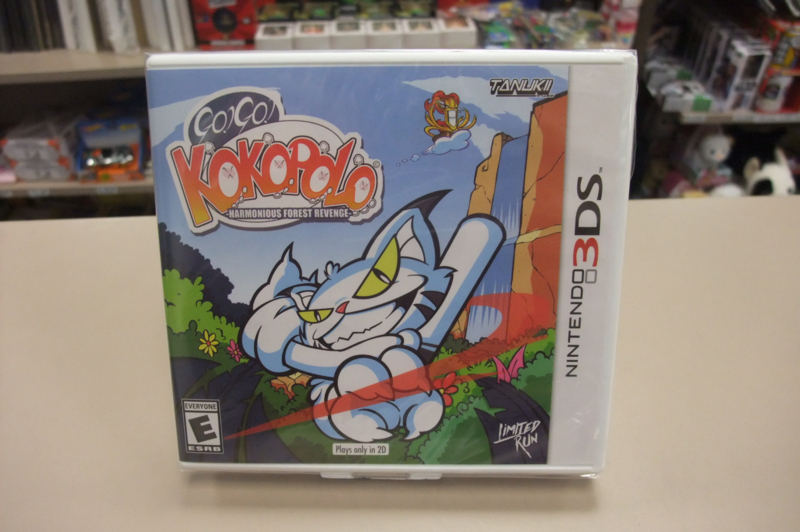 TANUKII
GO! GO!
KOKOPOLO
HARMONIOUS FOREST REVENGE
NINTENDO 3DS
EVERYONE
E
ESRB
Plays only in 2D
LIMITED
RUN